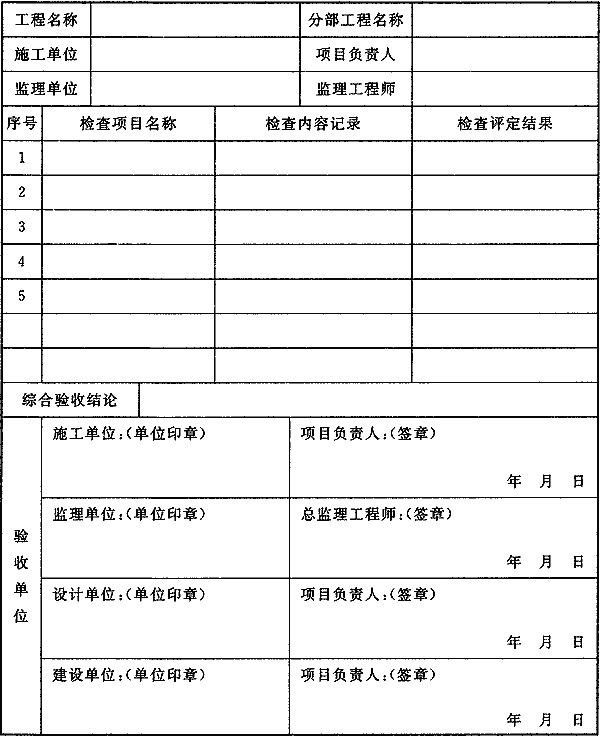 工程名称 分部工程名称
施工单位 项目负责人
监理单位 监理工程师
序号 检查项目名称 检查内容记录 检查评定结果
1
2
3
4
5
综合验收结论
验收单位
施工单位:(单位印章) 项目负责人:(签章)
年 月 日
监理单位:(单位印章) 总监理工程师:(签章)
年 月 日
设计单位:(单位印章) 项目负责人:(签章)
年 月 日
建设单位:(单位印章) 项目负责人:(签章)
年 月 日